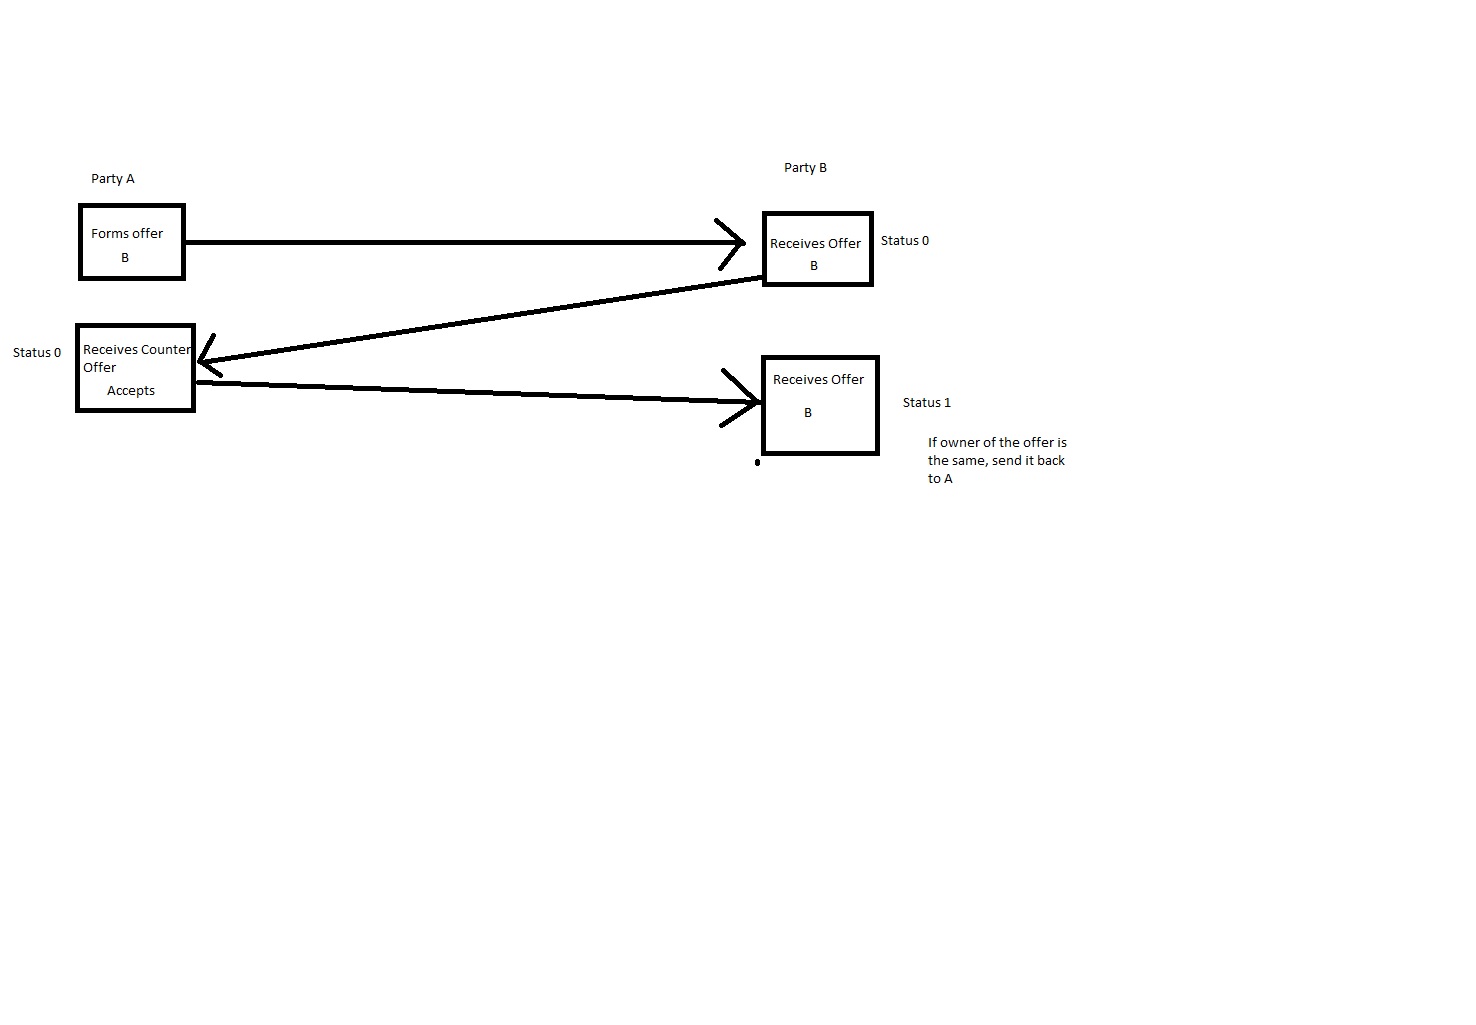 Party A
Party B
Forms offer
B
Receives Offer
B
Status 0
Status 0
Receives Counter
Offer
Accepts
Receives Offer
B
Status 1
If owner of the offer is
the same, send it back
to A